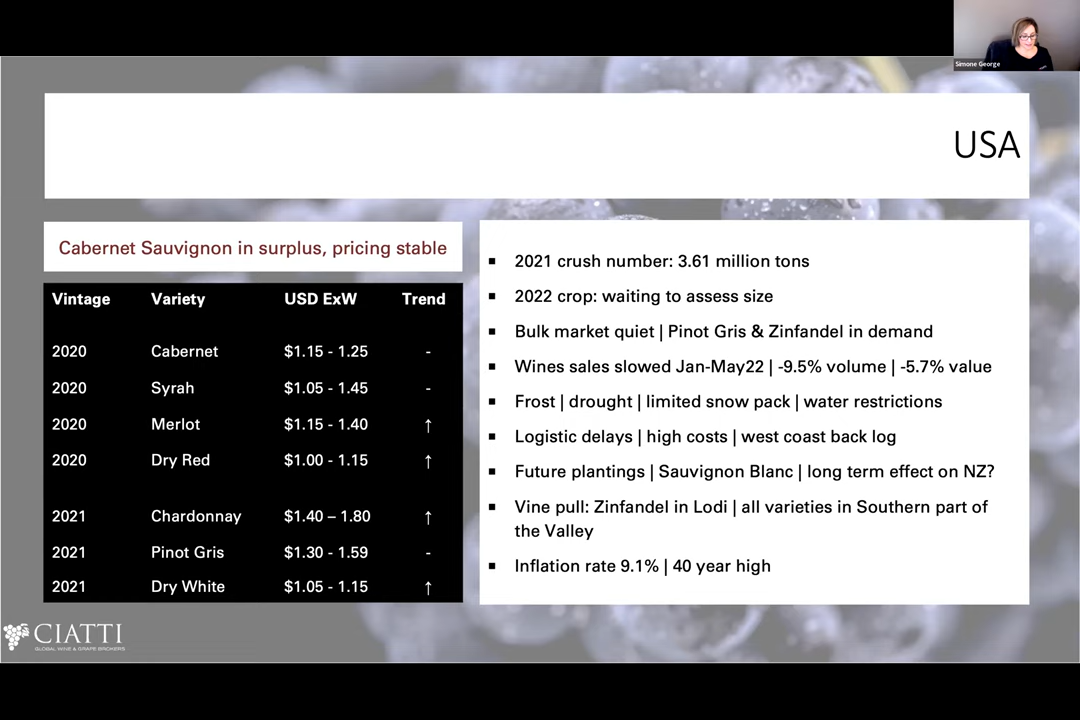 Simone George
USA
Cabernet Sauvignon in surplus, pricing stable
Vintage Variety USD ExW Trend
2020 Cabernet $1.15 - 1.25 -
2020 Syrah $1.05 - 1.45 -
2020 Merlot $1.15 - 1.40 ↑
2020 Dry Red $1.00 - 1.15 ↑
2021 Chardonnay $1.40 – 1.80 ↑
2021 Pinot Gris $1.30 - 1.59 -
2021 Dry White $1.05 - 1.15 ↑
▪ 2021 crush number: 3.61 million tons
▪ 2022 crop: waiting to assess size
▪ Bulk market quiet | Pinot Gris & Zinfandel in demand
▪ Wines sales slowed Jan-May22 | -9.5% volume | -5.7% value
▪ Frost | drought | limited snow pack | water restrictions
▪ Logistic delays | high costs | west coast back log
▪ Future plantings | Sauvignon Blanc | long term effect on NZ?
▪ Vine pull: Zinfandel in Lodi | all varieties in Southern part of
the Valley
▪ Inflation rate 9.1% | 40 year high
CIATTI
GLOBAL WINE & GRAPE BROKERS